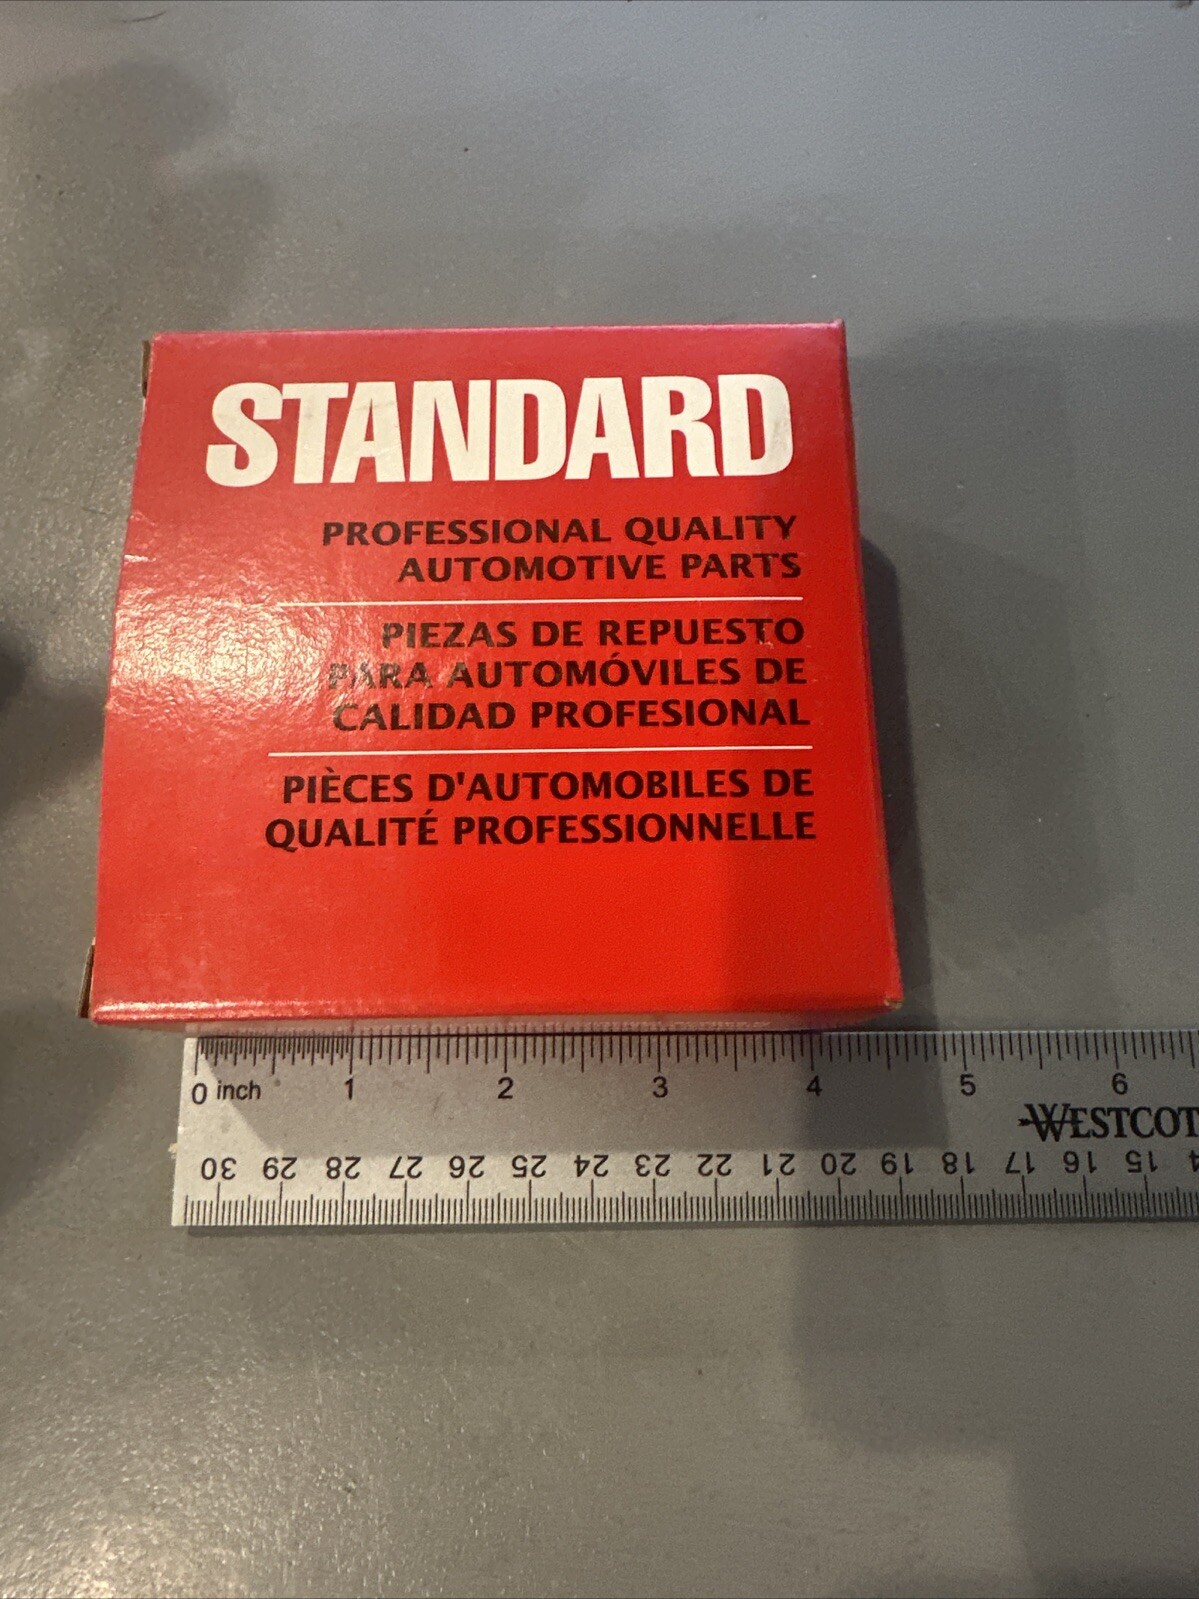 STANDARD
PROFESSIONAL QUALITY
AUTOMOTIVE PARTS
PIEZAS DE REPUESTO
PARA AUTOMÓVILES DE
CALIDAD PROFESIONAL
PIÈCES D'AUTOMOBILES DE
QUALITÉ PROFESSIONNELLE
0 inch 1 2 3 4 5 6
WESTCOT
30 29 28 27 26 25 24 23 22 21 20 19 18 17 16 15